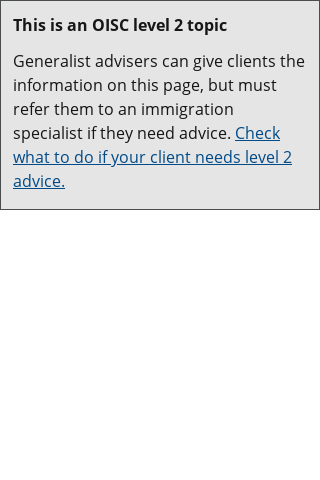 This is an OISC level 2 topic
Generalist advisers can give clients the
information on this page, but must
refer them to an immigration
specialist if they need advice. Check
what to do if your client needs level 2
advice.